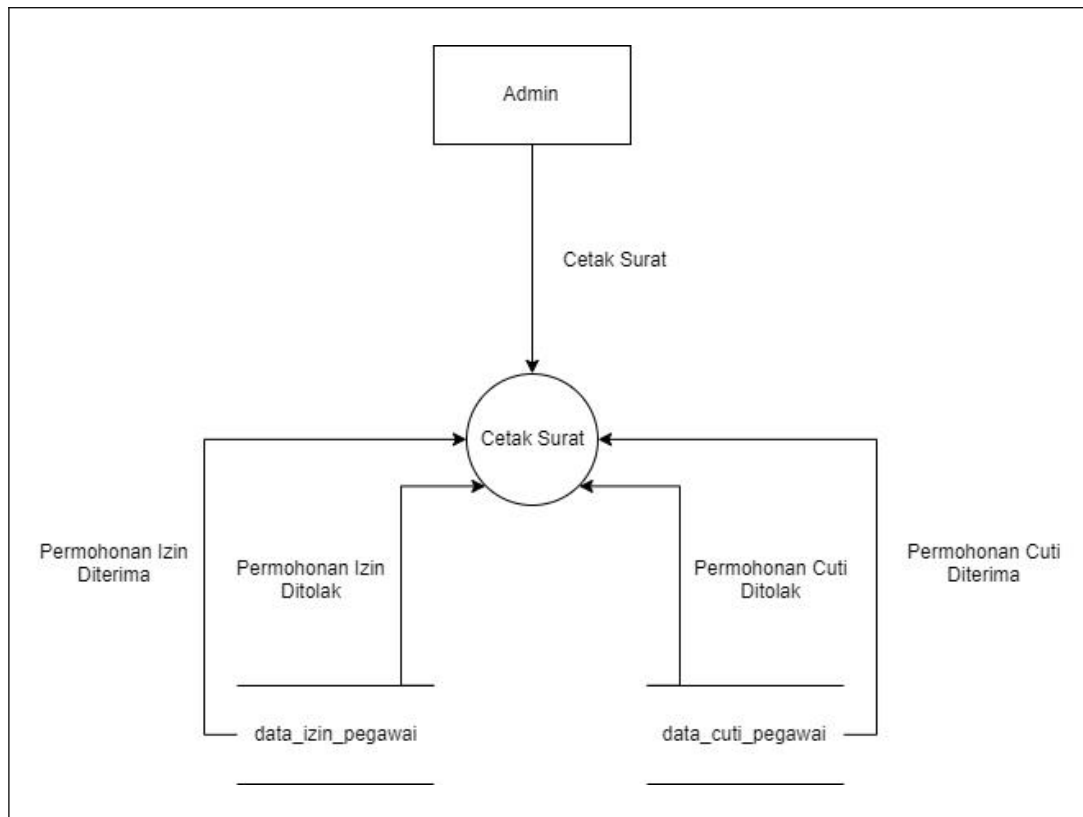 Admin
Cetak Surat
Cetak Surat
Permohonan Izin
Diterima
Permohonan Izin
Ditolak
Permohonan Cuti
Ditolak
Permohonan Cuti
Diterima
data_izin_pegawai
data_cuti_pegawai